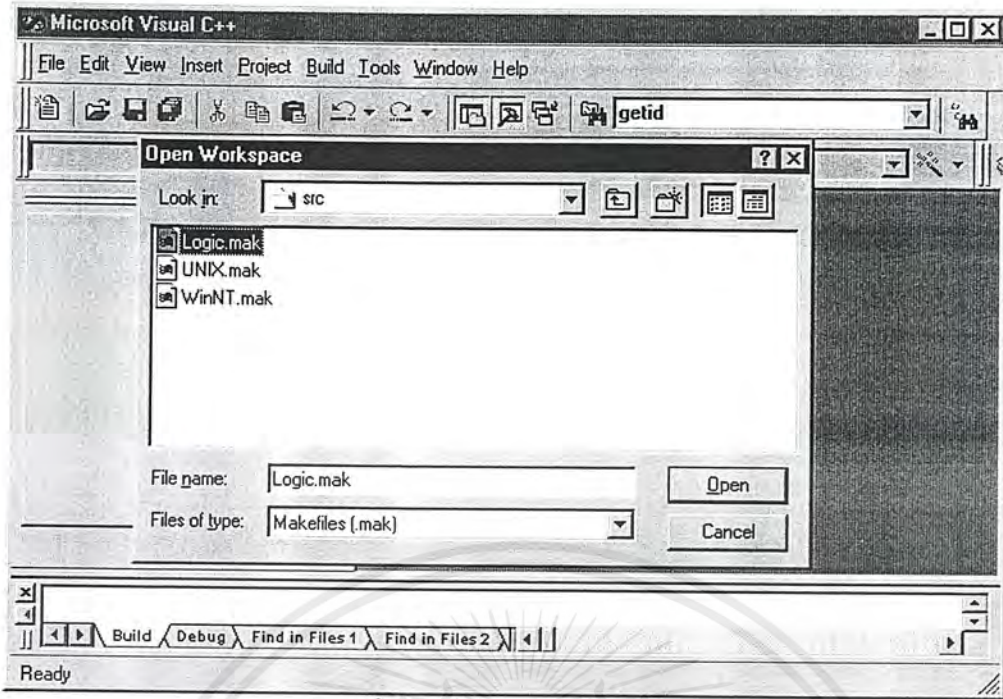 Microsoft Visual C++
File Edit View Insert Project Build Tools Window Help
getid
Open Workspace
Look in: src
Logic.mak
UNIX.mak
WinNT.mak
File name: Logic.mak
Open
Files of type: Makefiles (.mak)
Cancel
Build Debug Find in Files 1 Find in Files 2
Ready